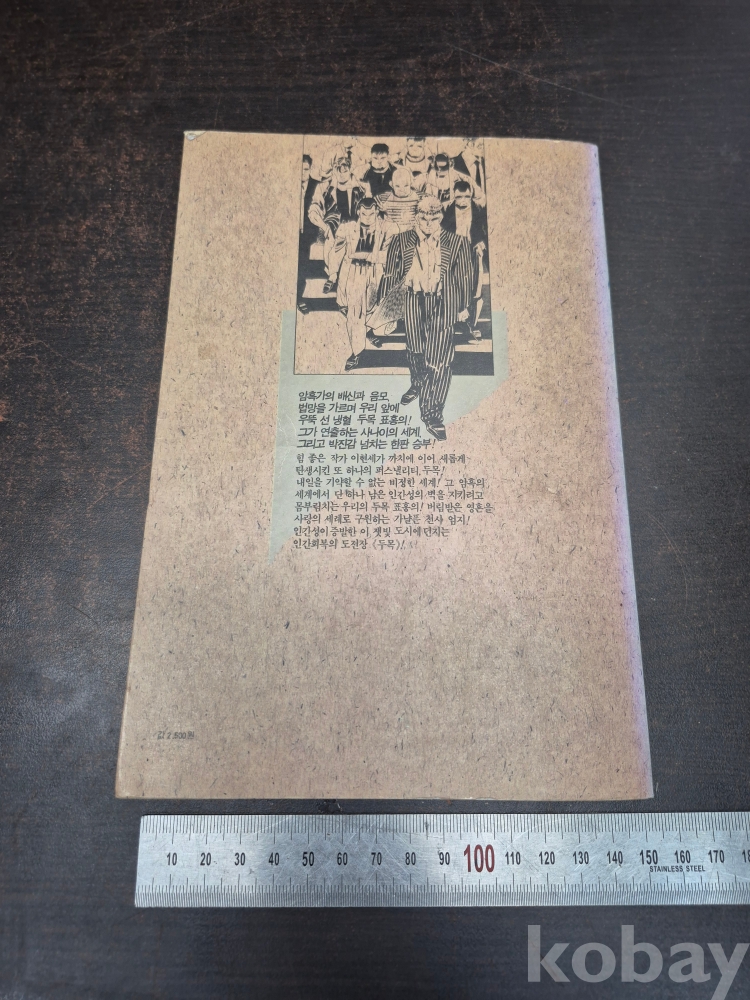 암흑가의 배신과 음모,
법망을 가르며 우리 앞에
우뚝 선 냉혈 두목 표홍의!
그가 연출하는 사나이의 세계,
그리고 박진감 넘치는 한판 승부!
힘 좋은 작가 이현세가 까치에 이어 새롭게
탄생시킨 또 하나의 퍼스낼리티, 두목!
내일을 기약할 수 없는 비정한 세계! 그 암흑의
세계에서 단 하나 남은 인간성의 벽을 지키려고
몸부림치는 우리의 두목 표홍의! 버림받은 영혼을
사랑의 세례로 구원하는 가냘픈 천사 엄지!
인간성이 증발한 이 잿빛 도시에 던지는
인간회복의 도전장 〈두목〉!
값 2,500원
10 20 30 40 50 60 70 80 90 100 110 120 130 140 150 160 170 18
STAINLESS STEEL
kobay